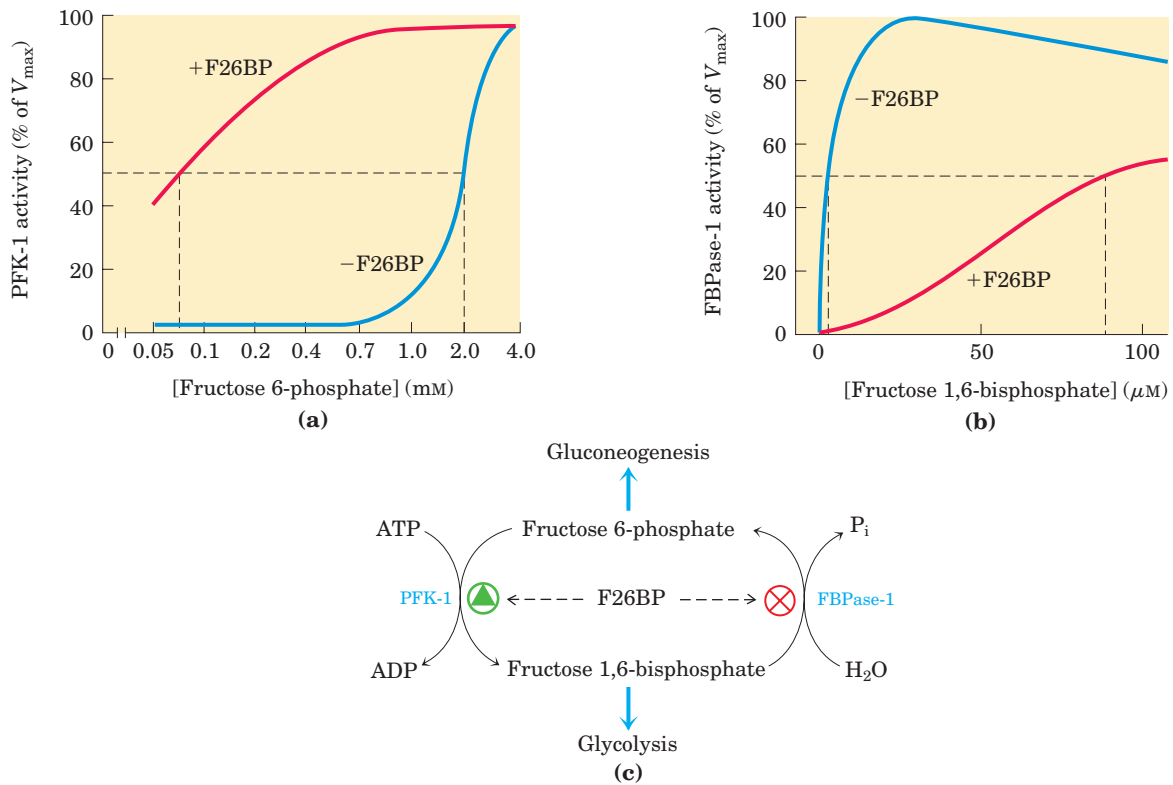 PFK-1 activity (% of Vmax)
100
80
60
40
20
0
+F26BP
−F26BP
0 0.05 0.1 0.2 0.4 0.7 1.0 2.0 4.0
[Fructose 6-phosphate] (mM)
(a)
FBPase-1 activity (% of Vmax)
100
80
60
40
20
0
−F26BP
+F26BP
0 50 100
[Fructose 1,6-bisphosphate] (μM)
(b)
Gluconeogenesis
ATP Fructose 6-phosphate Pi
PFK-1 F26BP FBPase-1
ADP Fructose 1,6-bisphosphate H2O
Glycolysis
(c)